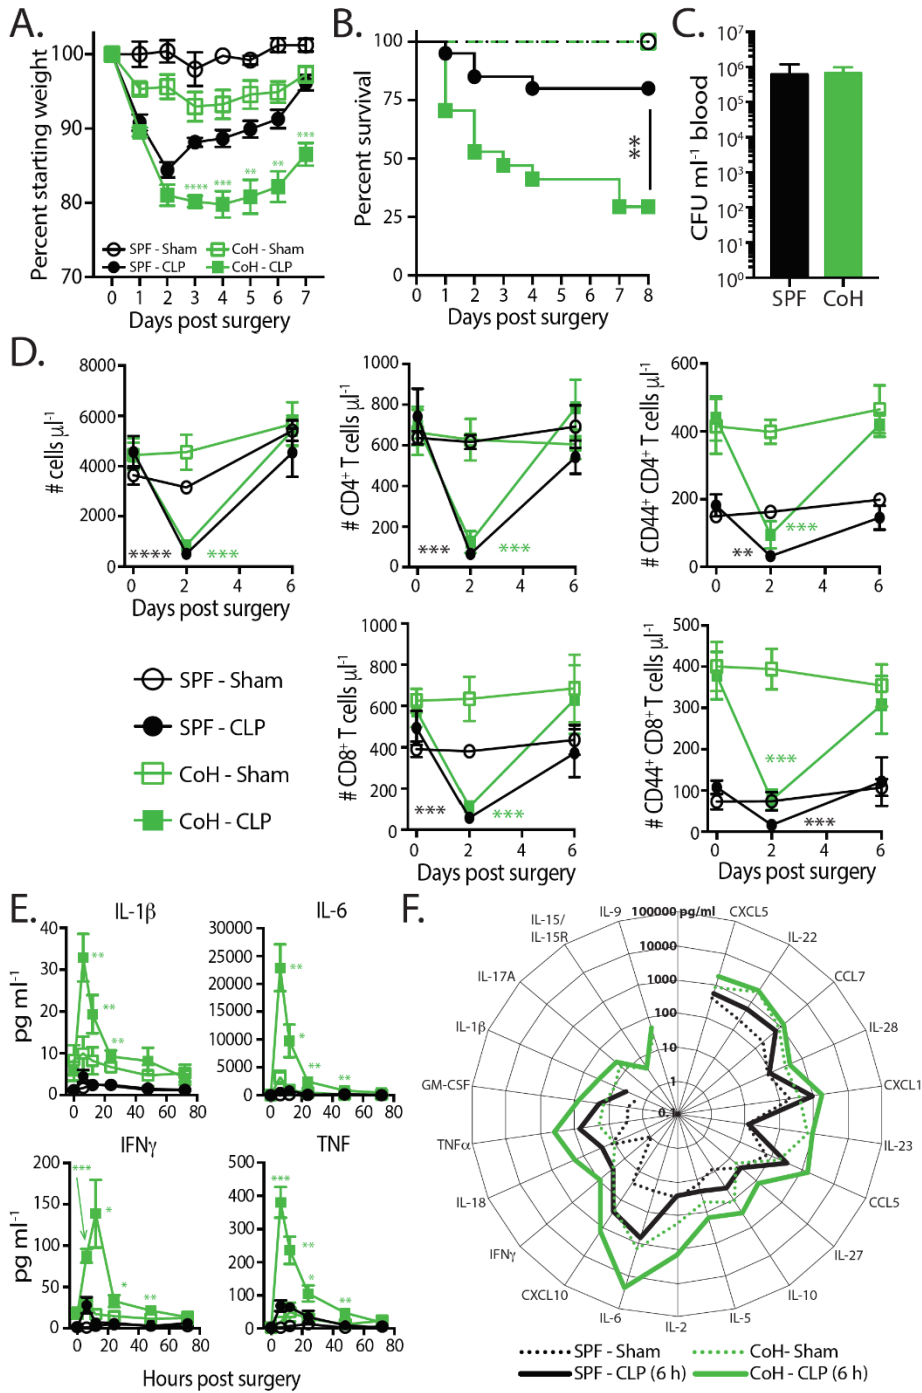 A.
Percent starting weight
100
90
80
70
**** *** ** ** ***
SPF - Sham
CoH - Sham
SPF - CLP
CoH - CLP
0 1 2 3 4 5 6 7
Days post surgery
B.
Percent survival
100
75
50
25
0
**
0 1 2 3 4 5 6 7 8
Days post surgery
C.
CFU ml⁻¹ blood
10⁷
10⁶
10⁵
10⁴
10³
10²
10¹
10⁰
SPF CoH
D.
# cells µl⁻¹
8000
6000
4000
2000
0
**** ***
0 2 4 6
Days post surgery
# CD4⁺ T cells µl⁻¹
1000
800
600
400
200
0
*** ***
0 2 4 6
# CD44⁺ CD4⁺ T cells µl⁻¹
600
400
200
0
** ***
0 2 4 6
SPF - Sham
SPF - CLP
CoH - Sham
CoH - CLP
# CD8⁺ T cells µl⁻¹
1000
800
600
400
200
0
*** ***
0 2 4 6
Days post surgery
# CD44⁺ CD8⁺ T cells µl⁻¹
500
400
300
200
100
0
***
***
0 2 4 6
Days post surgery
E.
IL-1β
pg ml⁻¹
40
30
20
10
0
**
**
**
0 20 40 60 80
IL-6
30000
25000
20000
15000
10000
5000
0
**
*
**
**
0 20 40 60 80
IFNγ
pg ml⁻¹
200
150
100
50
0
***
*
*
**
0 20 40 60 80
TNF
500
400
300
200
100
0
***
**
*
**
0 20 40 60 80
Hours post surgery
F.
100000 pg/ml
10000
1000
100
10
1
CXCL5
IL-22
CCL7
IL-28
CXCL1
IL-23
CCL5
IL-27
IL-10
IL-5
IL-2
IL-6
CXCL10
IFNγ
IL-18
TNFα
GM-CSF
IL-1β
IL-17A
IL-15/
IL-15R
IL-9
SPF - Sham
CoH- Sham
SPF - CLP (6 h)
CoH - CLP (6 h)